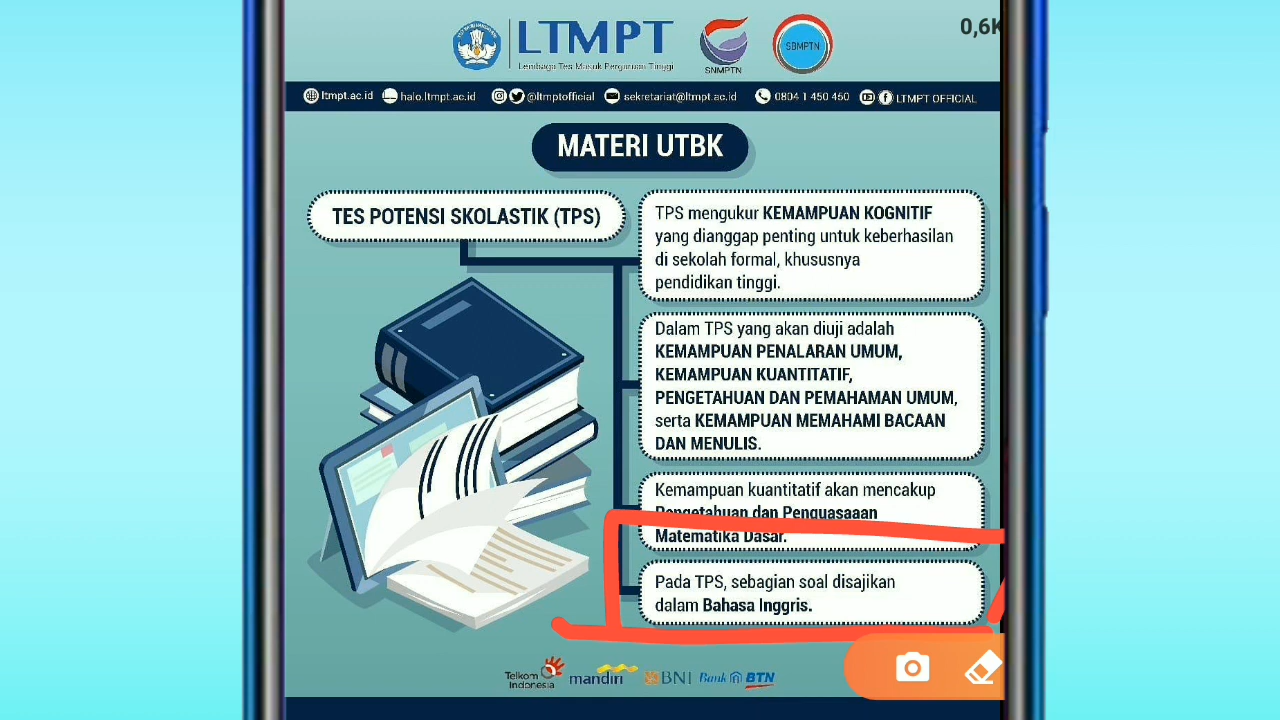 LTMPT
Lembaga Tes Masuk Perguruan Tinggi
SNMPTN
SBMPTN
0,6K
ltmpt.ac.id
halo.ltmpt.ac.id
@ltmptofficial
sekretariat@ltmpt.ac.id
0804 1 450 450
LTMPT OFFICIAL
MATERI UTBK
TES POTENSI SKOLASTIK (TPS)
TPS mengukur KEMAMPUAN KOGNITIF
yang dianggap penting untuk keberhasilan
di sekolah formal, khususnya
pendidikan tinggi.
Dalam TPS yang akan diuji adalah
KEMAMPUAN PENALARAN UMUM,
KEMAMPUAN KUANTITATIF,
PENGETAHUAN DAN PEMAHAMAN UMUM,
serta KEMAMPUAN MEMAHAMI BACAAN
DAN MENULIS.
Kemampuan kuantitatif akan mencakup
Pengetahuan dan Penguasaaan
Matematika Dasar.
Pada TPS, sebagian soal disajikan
dalam Bahasa Inggris.
Telkom
Indonesia
mandiri
BNI
Bank BTN